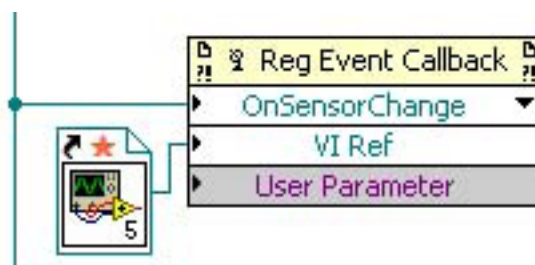 Reg Event Callback
OnSensorChange
VI Ref
User Parameter
5